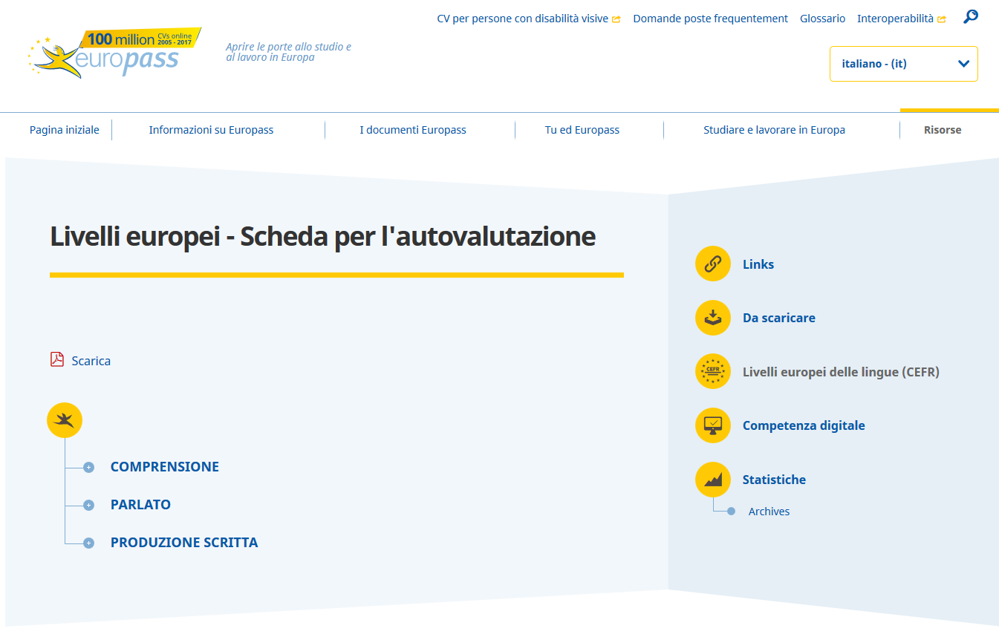 CV per persone con disabilità visive
Domande poste frequentement
Glossario
Interoperabilità
100 million CVs online 2005 - 2017
europass
Aprire le porte allo studio e
al lavoro in Europa
italiano - (it)
Pagina iniziale
Informazioni su Europass
I documenti Europass
Tu ed Europass
Studiare e lavorare in Europa
Risorse
Livelli europei - Scheda per l'autovalutazione
Scarica
COMPRENSIONE
PARLATO
PRODUZIONE SCRITTA
Links
Da scaricare
CEFR
Livelli europei delle lingue (CEFR)
Competenza digitale
Statistiche
Archives